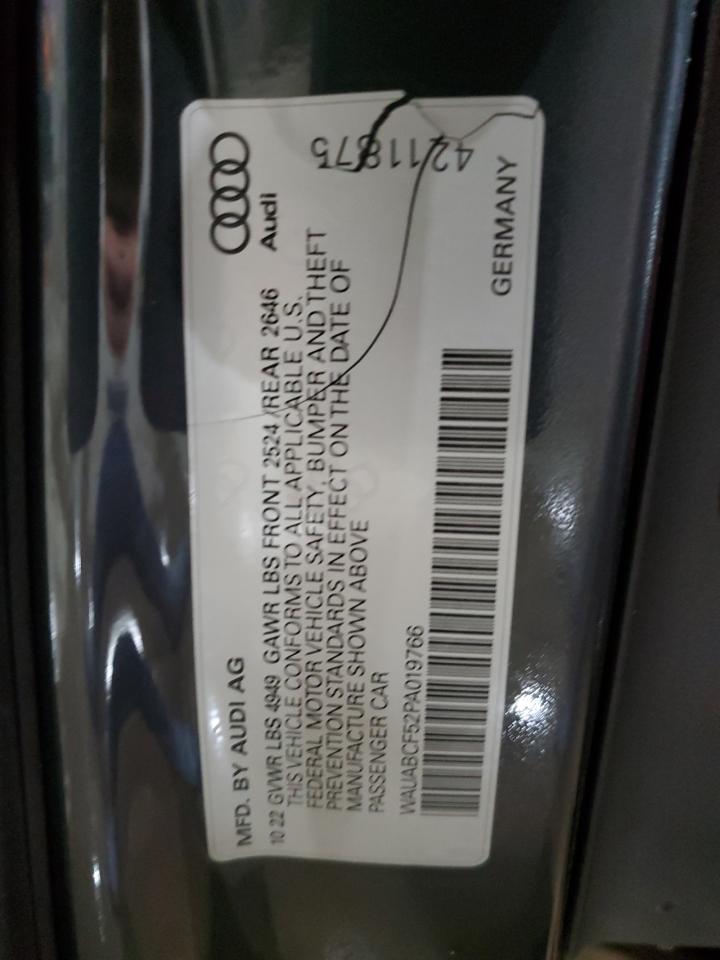 MFD. BY AUDI AG
Audi
10 22 GVWR LBS 4949 GAWR LBS FRONT 2524 /REAR 2646
THIS VEHICLE CONFORMS TO ALL APPLICABLE U.S.
FEDERAL MOTOR VEHICLE SAFETY, BUMPER AND THEFT
PREVENTION STANDARDS IN EFFECT ON THE DATE OF
MANUFACTURE SHOWN ABOVE
PASSENGER CAR
WAUABCF52PA019766
GERMANY